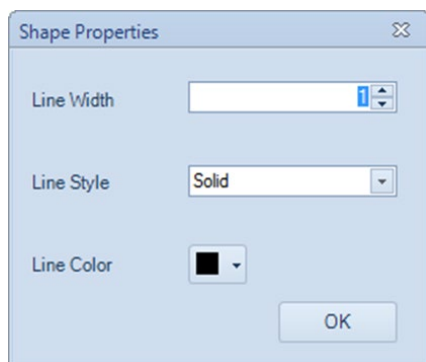 Shape Properties
Line Width 1
Line Style Solid
Line Color
OK